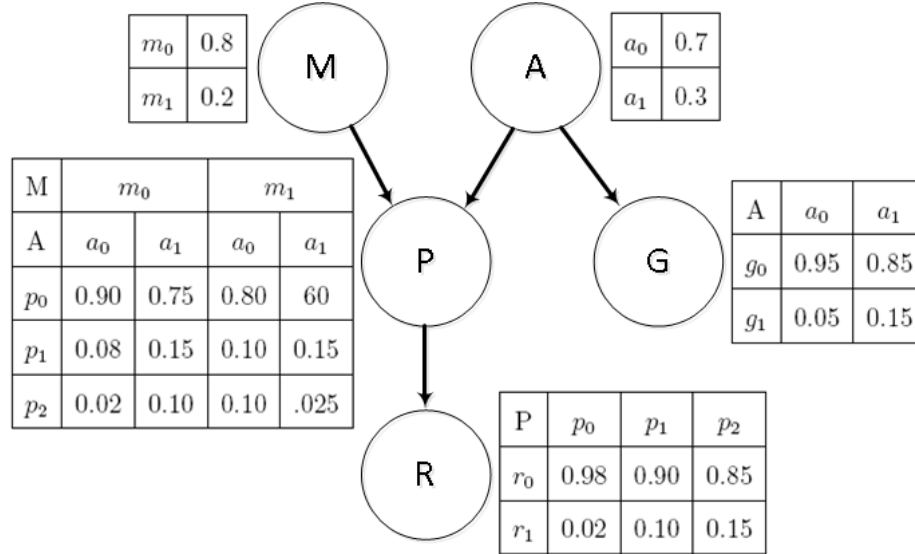 m₀ 0.8
m₁ 0.2
M
A
a₀ 0.7
a₁ 0.3
M m₀ m₁
A a₀ a₁ a₀ a₁
p₀ 0.90 0.75 0.80 60
p₁ 0.08 0.15 0.10 0.15
p₂ 0.02 0.10 0.10 .025
P
G
A a₀ a₁
g₀ 0.95 0.85
g₁ 0.05 0.15
R
P p₀ p₁ p₂
r₀ 0.98 0.90 0.85
r₁ 0.02 0.10 0.15